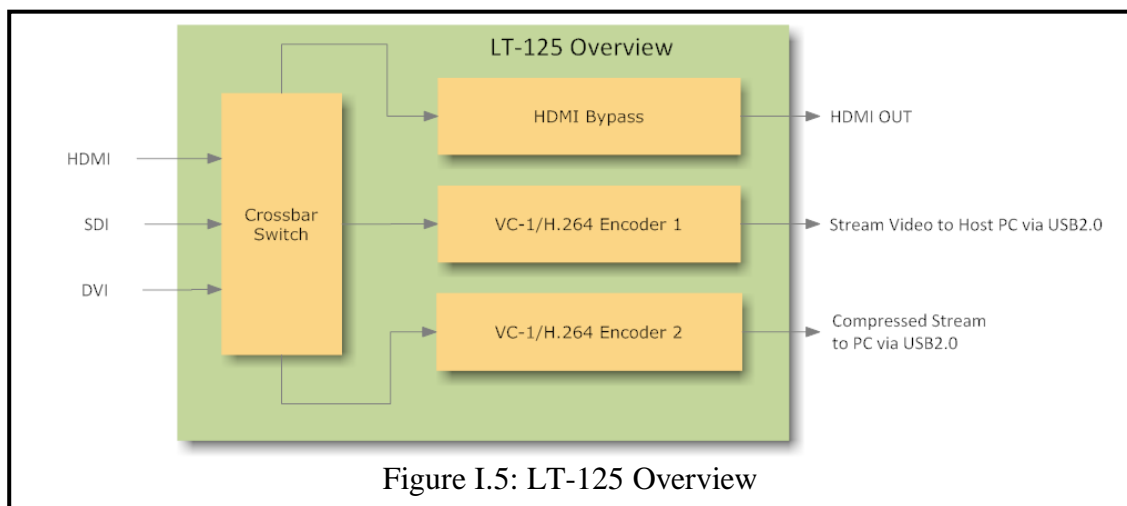 LT-125 Overview
HDMI
SDI
DVI
Crossbar
Switch
HDMI Bypass
VC-1/H.264 Encoder 1
VC-1/H.264 Encoder 2
HDMI OUT
Stream Video to Host PC via USB2.0
Compressed Stream
to PC via USB2.0
Figure I.5: LT-125 Overview